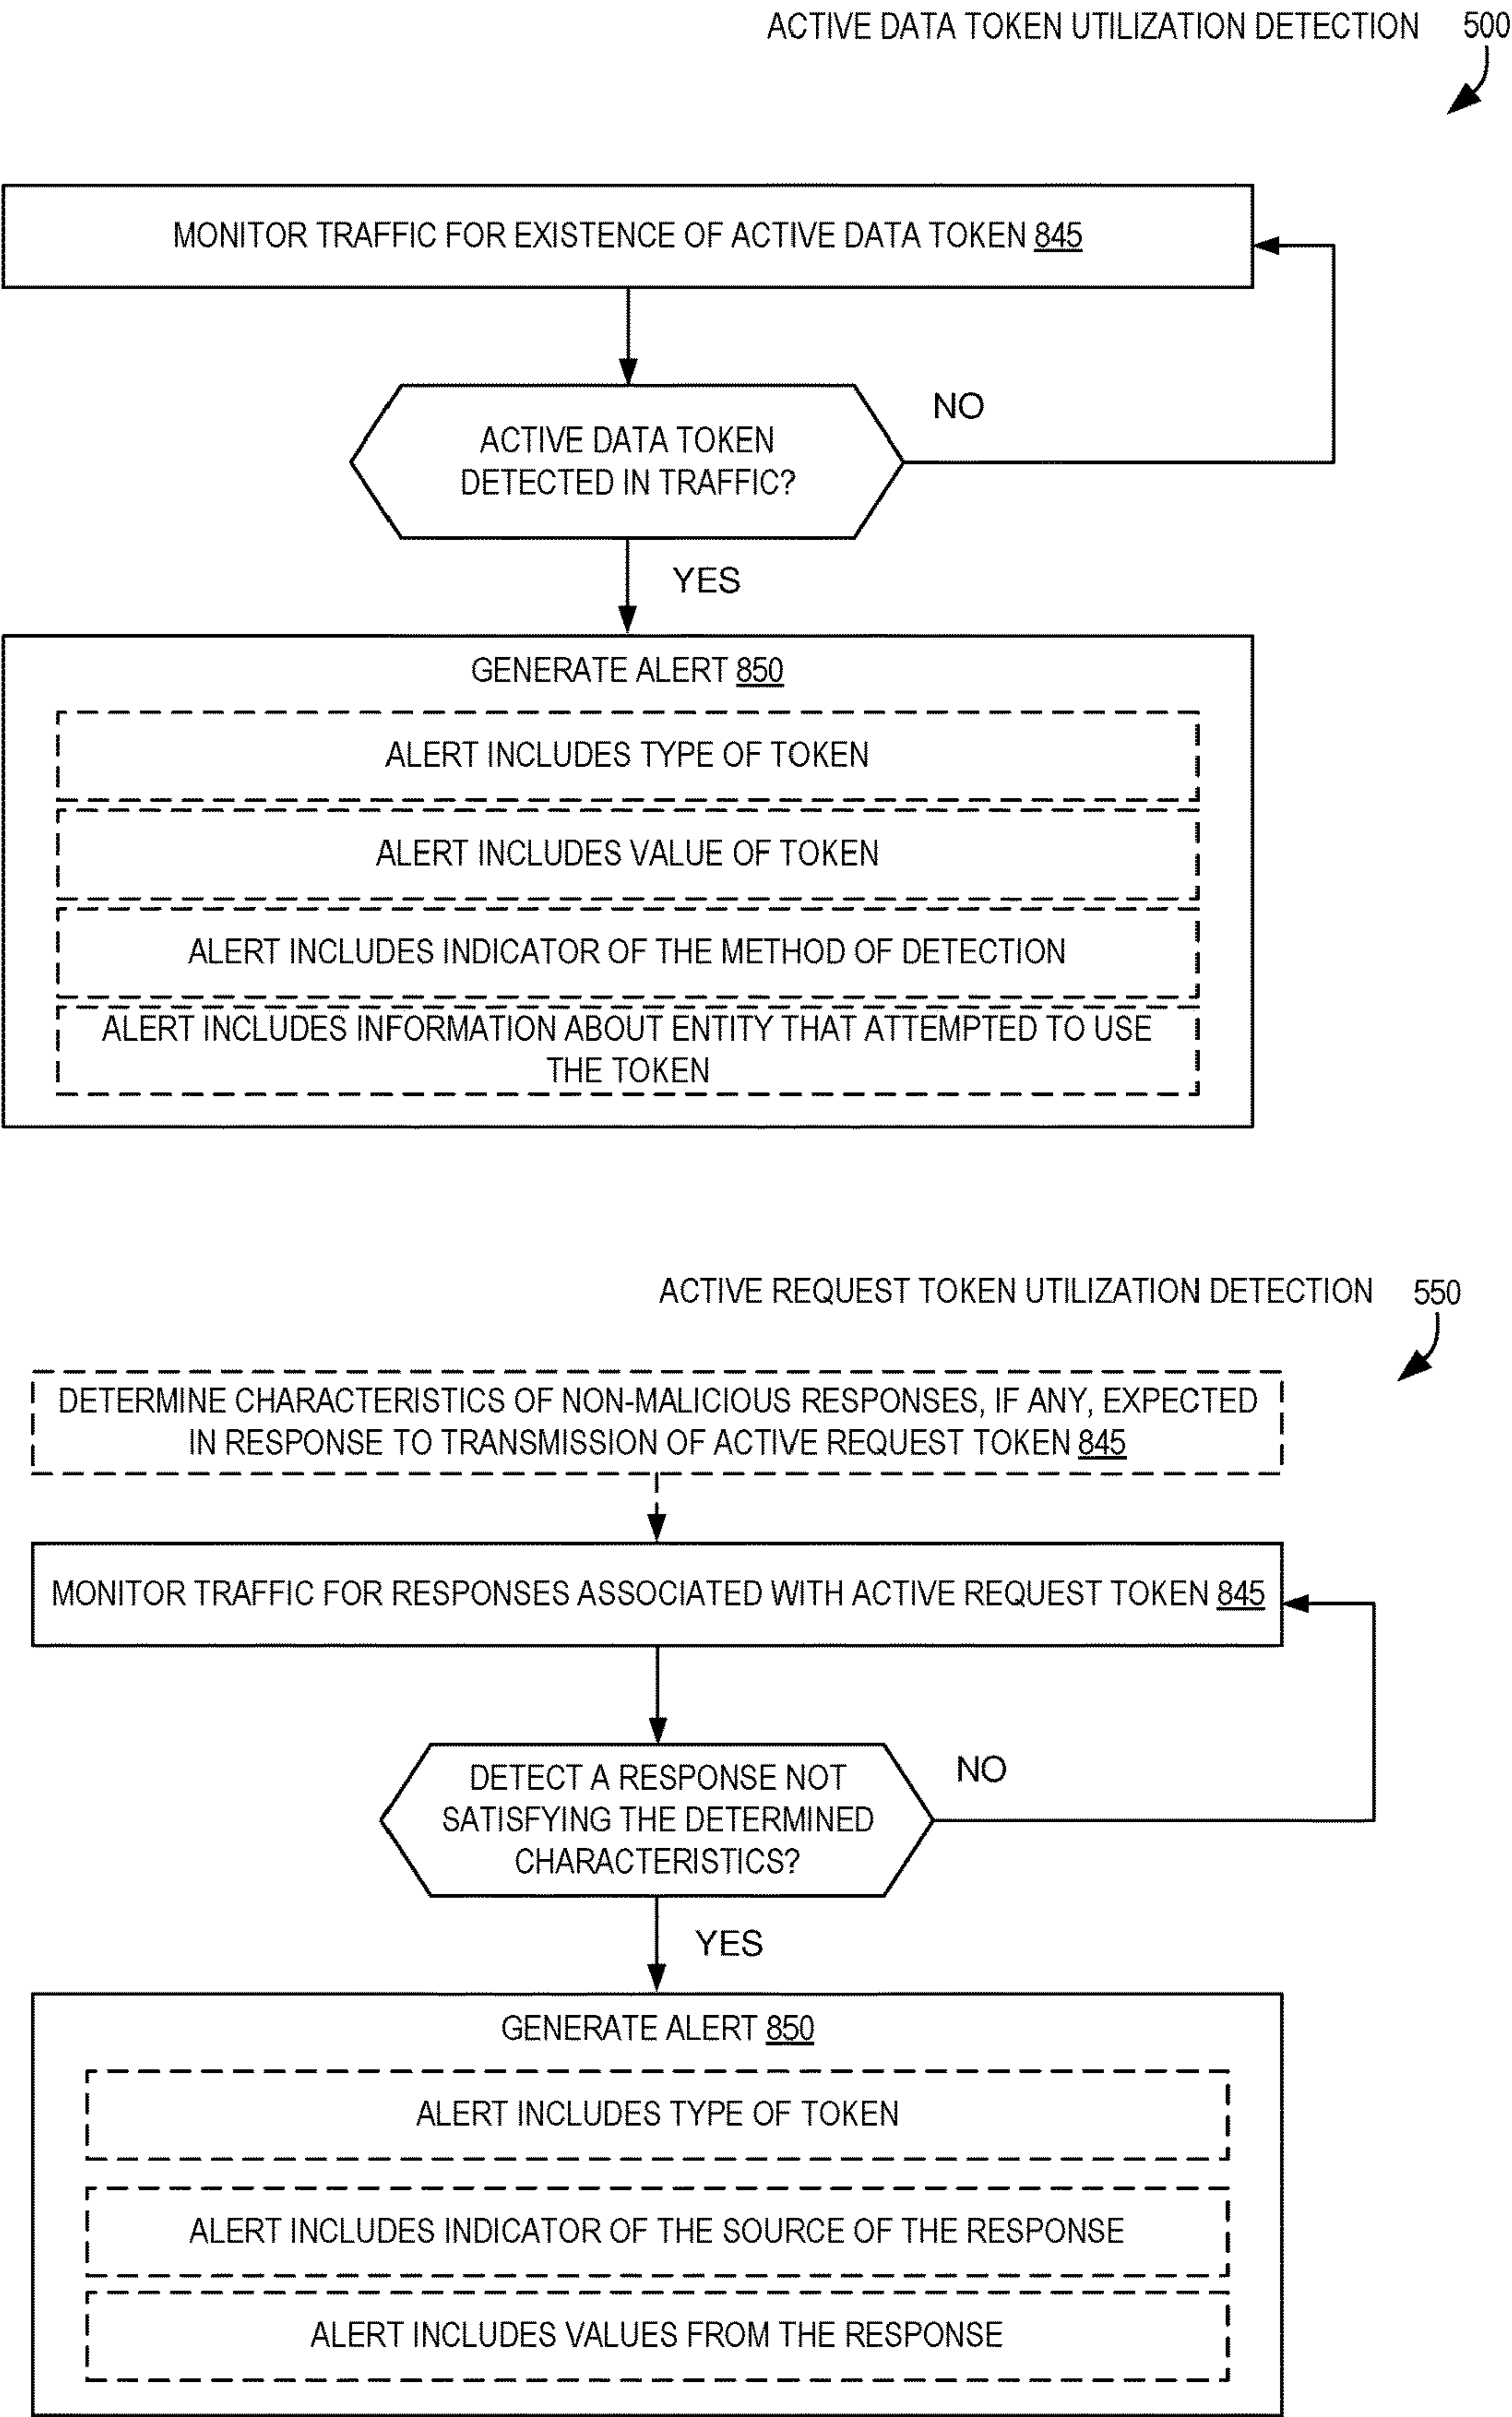 ACTIVE DATA TOKEN UTILIZATION DETECTION 500
MONITOR TRAFFIC FOR EXISTENCE OF ACTIVE DATA TOKEN 845
ACTIVE DATA TOKEN
DETECTED IN TRAFFIC?
NO
YES
GENERATE ALERT 850
ALERT INCLUDES TYPE OF TOKEN
ALERT INCLUDES VALUE OF TOKEN
ALERT INCLUDES INDICATOR OF THE METHOD OF DETECTION
ALERT INCLUDES INFORMATION ABOUT ENTITY THAT ATTEMPTED TO USE
THE TOKEN
ACTIVE REQUEST TOKEN UTILIZATION DETECTION 550
DETERMINE CHARACTERISTICS OF NON-MALICIOUS RESPONSES, IF ANY, EXPECTED
IN RESPONSE TO TRANSMISSION OF ACTIVE REQUEST TOKEN 845
MONITOR TRAFFIC FOR RESPONSES ASSOCIATED WITH ACTIVE REQUEST TOKEN 845
DETECT A RESPONSE NOT
SATISFYING THE DETERMINED
CHARACTERISTICS?
NO
YES
GENERATE ALERT 850
ALERT INCLUDES TYPE OF TOKEN
ALERT INCLUDES INDICATOR OF THE SOURCE OF THE RESPONSE
ALERT INCLUDES VALUES FROM THE RESPONSE